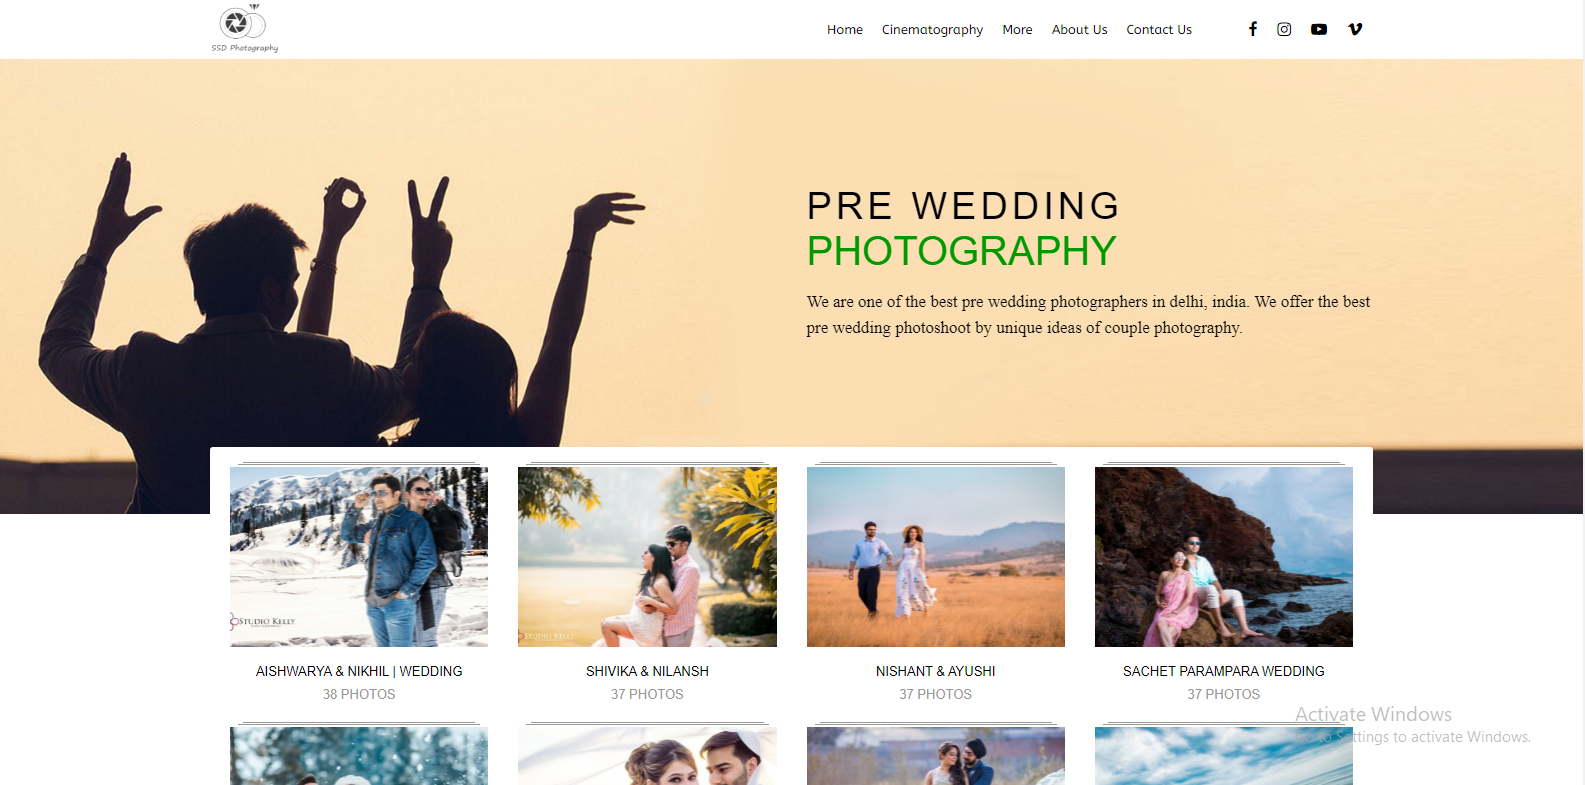 SSD Photography
Home Cinematography More About Us Contact Us
PRE WEDDING
PHOTOGRAPHY
We are one of the best pre wedding photographers in delhi, india. We offer the best
pre wedding photoshoot by unique ideas of couple photography.
STUDIO KELLY
STUDIO KELLY
AISHWARYA & NIKHIL | WEDDING
38 PHOTOS
SHIVIKA & NILANSH
37 PHOTOS
NISHANT & AYUSHI
37 PHOTOS
SACHET PARAMPARA WEDDING
37 PHOTOS
Activate Windows
Go to Settings to activate Windows.